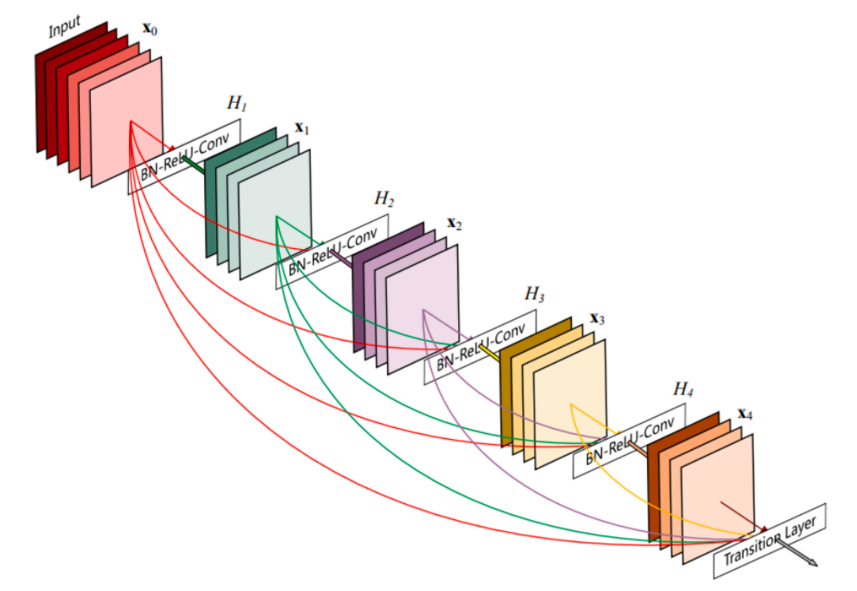 Input
x₀
H₁
BN-ReLU-Conv
x₁
H₂
BN-ReLU-Conv
x₂
H₃
BN-ReLU-Conv
x₃
H₄
BN-ReLU-Conv
x₄
Transition Layer